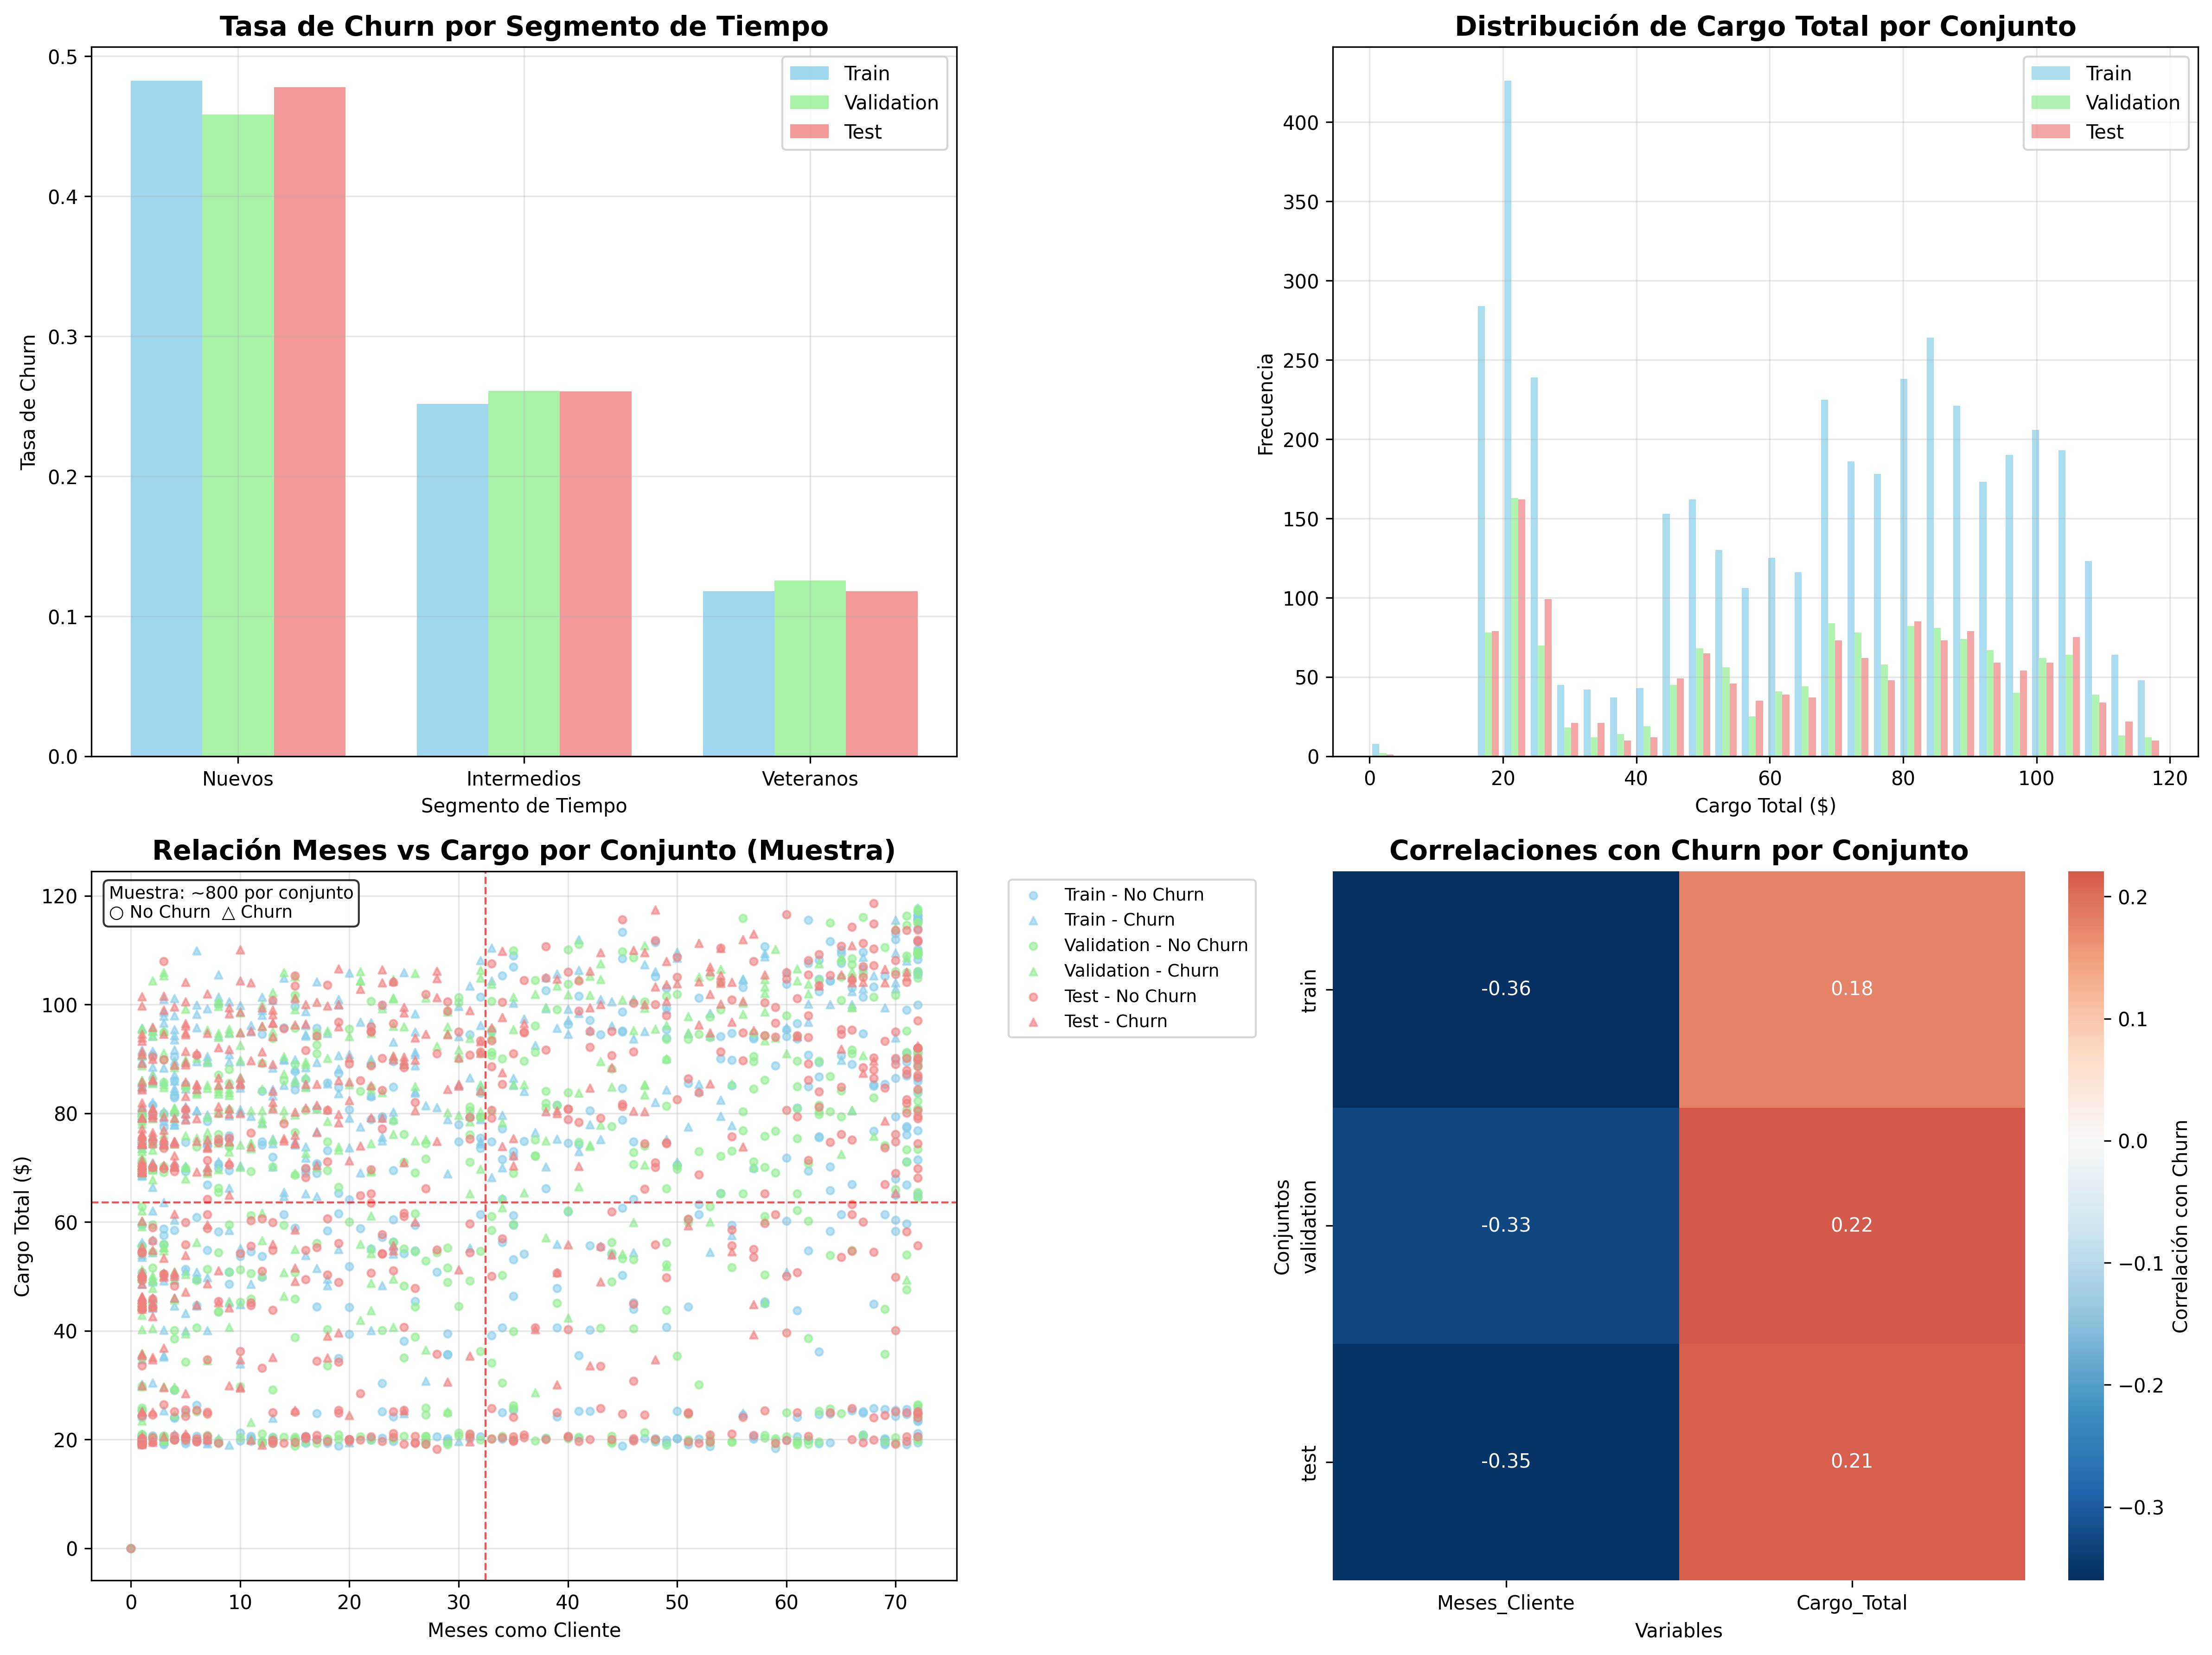 Tasa de Churn por Segmento de Tiempo
Train
Validation
Test
Tasa de Churn
0.5
0.4
0.3
0.2
0.1
0.0
Nuevos
Intermedios
Veteranos
Segmento de Tiempo
Distribución de Cargo Total por Conjunto
Train
Validation
Test
Frecuencia
400
350
300
250
200
150
100
50
0
0
20
40
60
80
100
120
Cargo Total ($)
Relación Meses vs Cargo por Conjunto (Muestra)
Muestra: ~800 por conjunto
○ No Churn △ Churn
Train - No Churn
Train - Churn
Validation - No Churn
Validation - Churn
Test - No Churn
Test - Churn
Cargo Total ($)
120
100
80
60
40
20
0
0
10
20
30
40
50
60
70
Meses como Cliente
Correlaciones con Churn por Conjunto
Conjuntos
train
-0.36
0.18
validation
-0.33
0.22
test
-0.35
0.21
Meses_Cliente
Cargo_Total
Variables
0.2
0.1
0.0
−0.1
−0.2
−0.3
Correlación con Churn